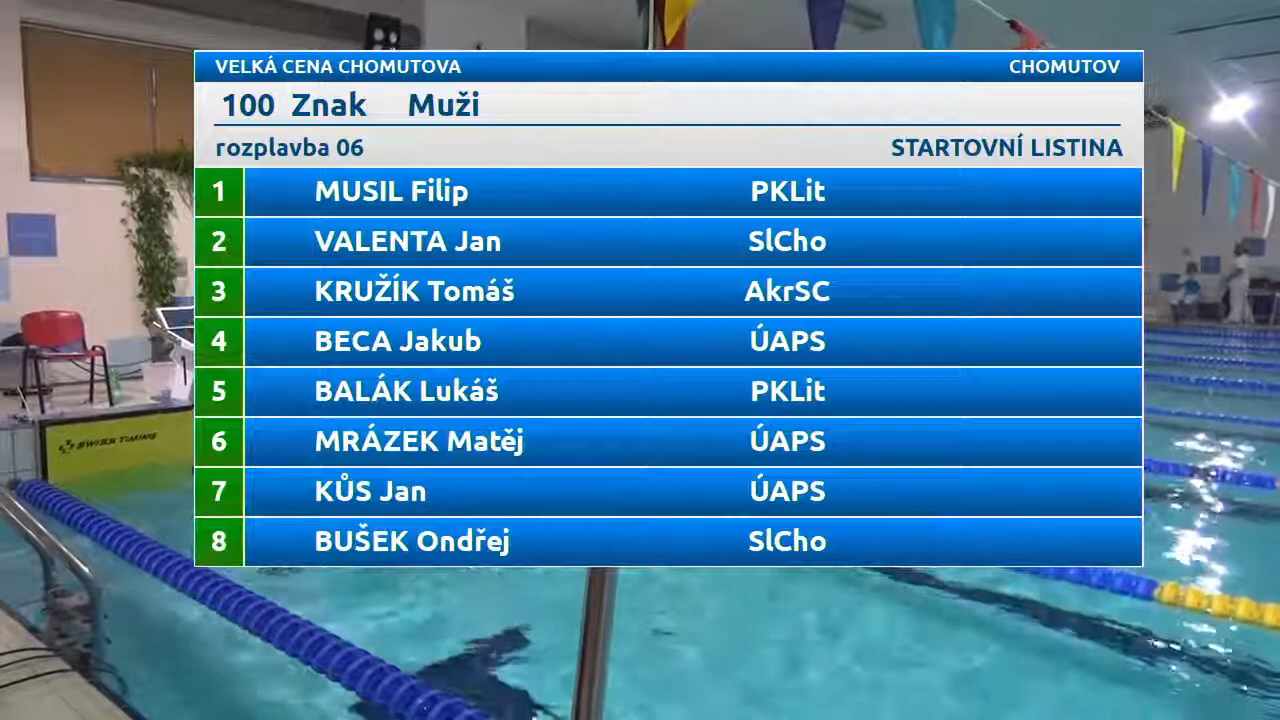 VELKÁ CENA CHOMUTOVA CHOMUTOV
100 Znak Muži
rozplavba 06 STARTOVNÍ LISTINA
1 MUSIL Filip PKLit
2 VALENTA Jan SlCho
3 KRUŽÍK Tomáš AkrSC
4 BECA Jakub ÚAPS
5 BALÁK Lukáš PKLit
6 MRÁZEK Matěj ÚAPS
7 KŮS Jan ÚAPS
8 BUŠEK Ondřej SlCho
SWISS TIMING